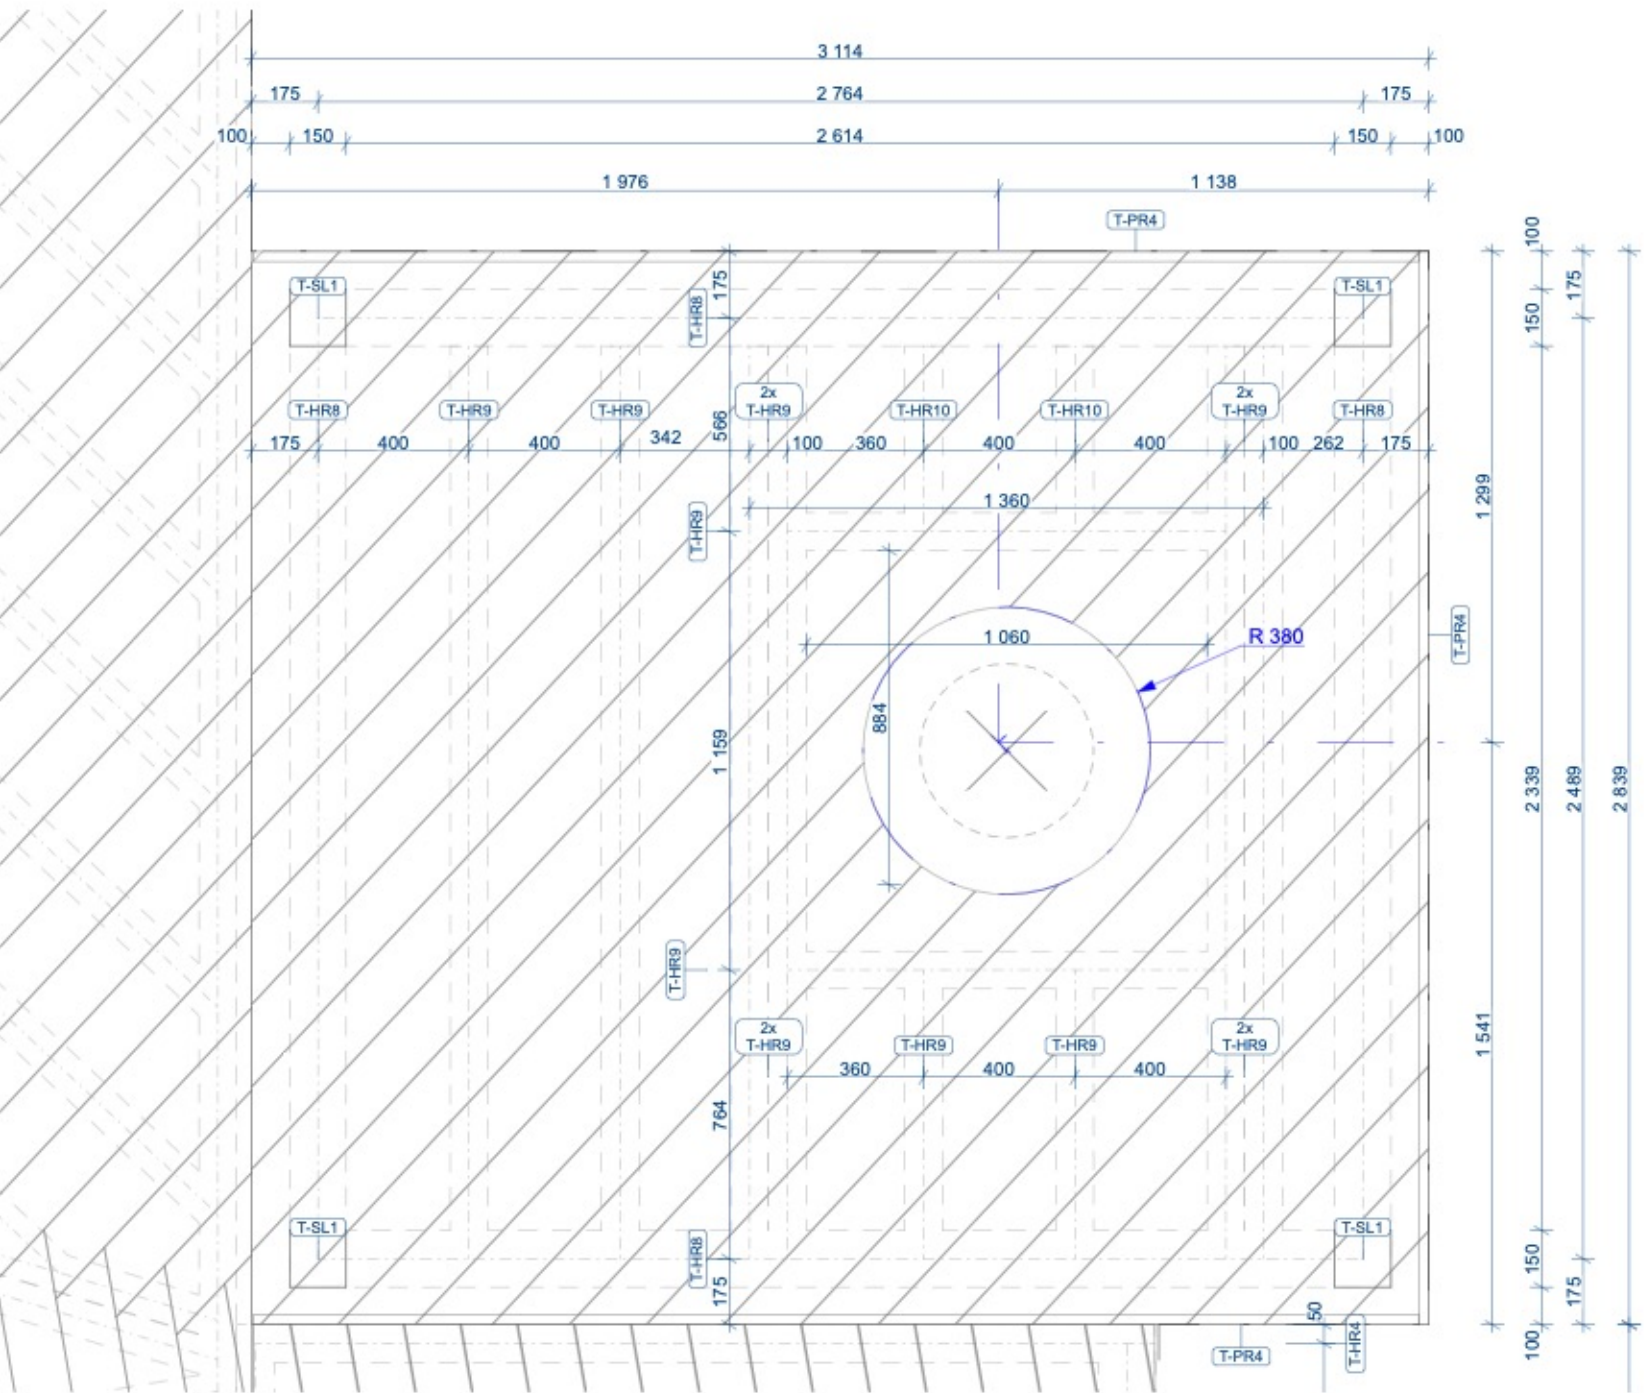 3 114
175
2 764
175
100
150
2 614
150
100
1 976
1 138
T-PR4
100
T-SL1
175
T-HR8
T-SL1
150
175
T-HR8
T-HR9
T-HR9
2x
T-HR9
T-HR10
T-HR10
2x
T-HR9
T-HR8
566
175
400
400
342
100
360
400
400
100
262
175
1 360
1 299
T-HR9
1 060
R 380
T-PR4
884
1 159
2 339
2 489
2 839
T-HR9
2x
T-HR9
T-HR9
T-HR9
2x
T-HR9
1 541
360
400
400
764
T-SL1
T-HR8
T-SL1
150
175
175
50
T-PR4
T-HR4
100